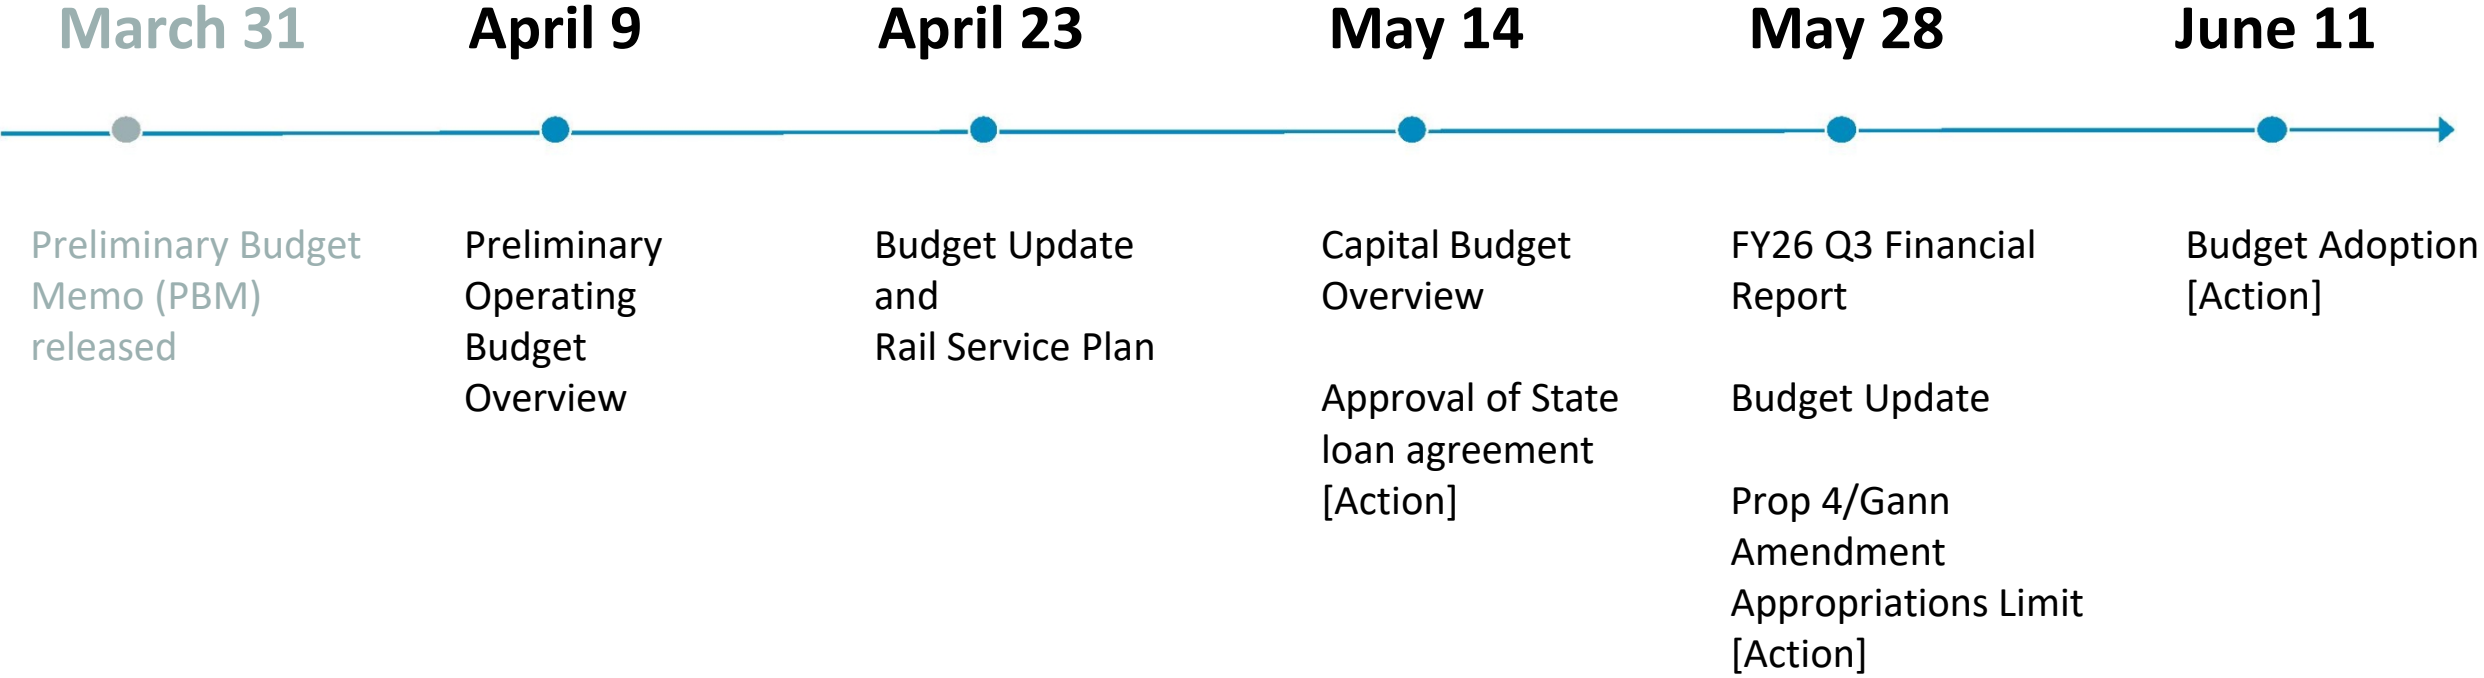 March 31
Preliminary Budget
Memo (PBM)
released
April 9
Preliminary
Operating
Budget
Overview
April 23
Budget Update
and
Rail Service Plan
May 14
Capital Budget
Overview
Approval of State
loan agreement
[Action]
May 28
FY26 Q3 Financial
Report
Budget Update
Prop 4/Gann
Amendment
Appropriations Limit
[Action]
June 11
Budget Adoption
[Action]